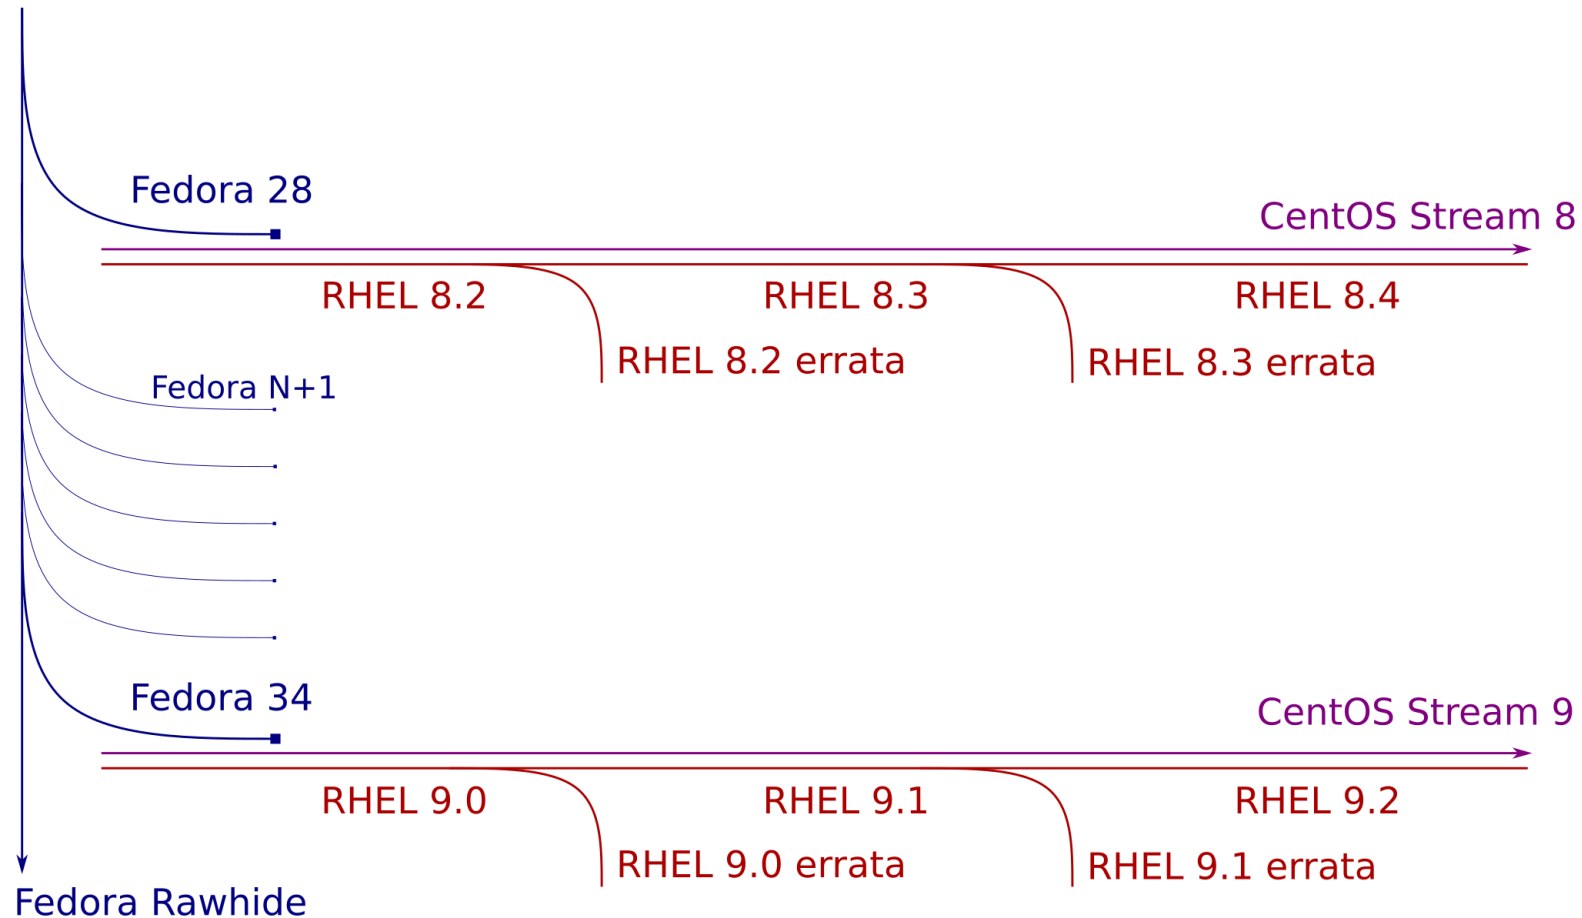 Fedora 28
CentOS Stream 8
RHEL 8.2
RHEL 8.3
RHEL 8.4
RHEL 8.2 errata
RHEL 8.3 errata
Fedora N+1
Fedora 34
CentOS Stream 9
RHEL 9.0
RHEL 9.1
RHEL 9.2
RHEL 9.0 errata
RHEL 9.1 errata
Fedora Rawhide